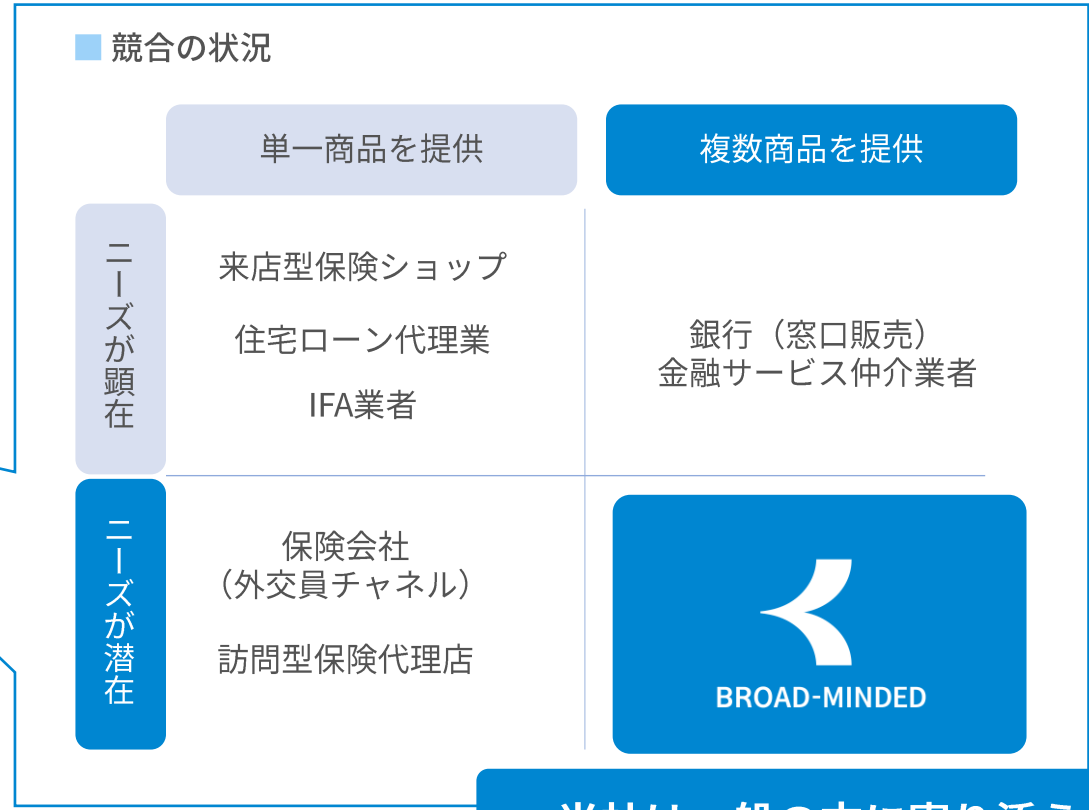 競合の状況
単一商品を提供
複数商品を提供
ニーズが顕在
来店型保険ショップ
住宅ローン代理業
IFA業者
銀行（窓口販売）
金融サービス仲介業者
ニーズが潜在
保険会社
（外交員チャネル）
訪問型保険代理店
BROAD-MINDED